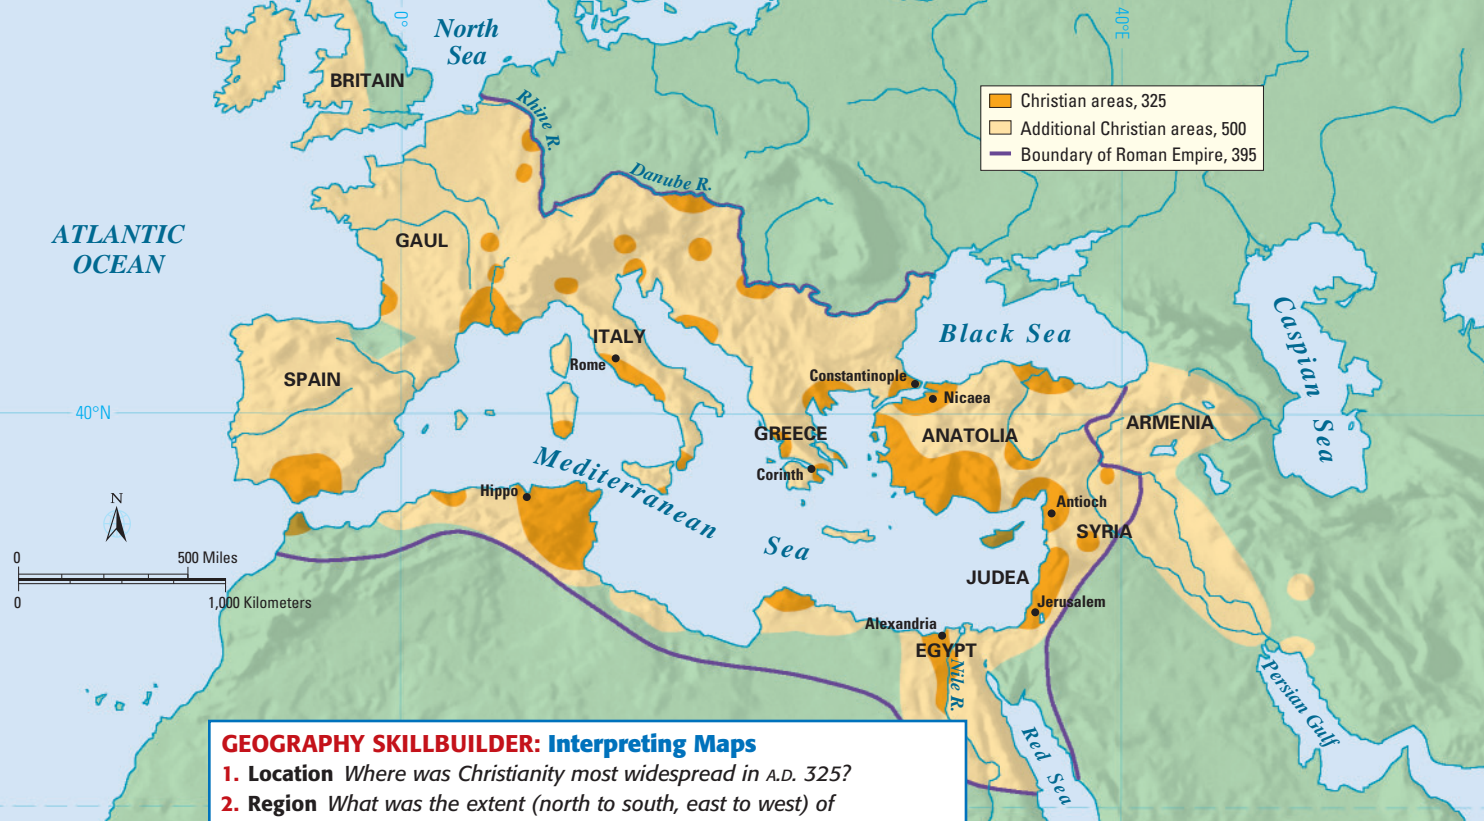 0°
40°E
North
Sea
BRITAIN
Rhine R.
Christian areas, 325
Additional Christian areas, 500
Boundary of Roman Empire, 395
Danube R.
ATLANTIC
OCEAN
GAUL
Caspian Sea
Black Sea
ITALY
Rome
SPAIN
Constantinople
Nicaea
40°N
ARMENIA
GREECE
ANATOLIA
Mediterranean Sea
Corinth
Hippo
Antioch
N
SYRIA
0 500 Miles
JUDEA
0 1,000 Kilometers
Jerusalem
Alexandria
EGYPT
Nile R.
Persian Gulf
Red Sea
GEOGRAPHY SKILLBUILDER: Interpreting Maps
1. Location Where was Christianity most widespread in A.D. 325?
2. Region What was the extent (north to south, east to west) of